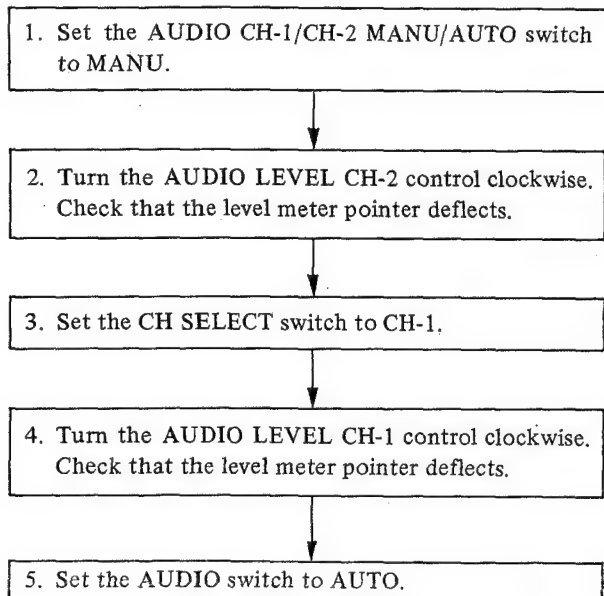 1. Set the AUDIO CH-1/CH-2 MANU/AUTO switch
to MANU.
2. Turn the AUDIO LEVEL CH-2 control clockwise.
Check that the level meter pointer deflects.
3. Set the CH SELECT switch to CH-1.
4. Turn the AUDIO LEVEL CH-1 control clockwise.
Check that the level meter pointer deflects.
5. Set the AUDIO switch to AUTO.